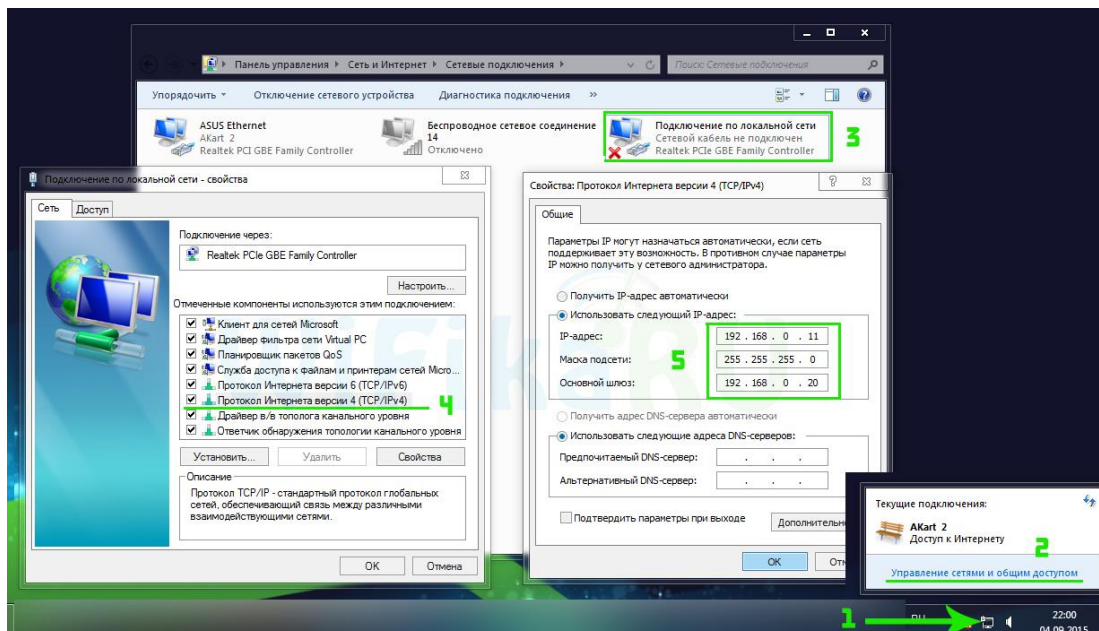 Панель управления ▸ Сеть и Интернет ▸ Сетевые подключения ▸
Поиск: Сетевые подключения
Упорядочить
Отключение сетевого устройства
Диагностика подключения
»
ASUS Ethernet
AKart 2
Realtek PCI GBE Family Controller
Беспроводное сетевое соединение
14
Отключено
Подключение по локальной сети
Сетевой кабель не подключен
Realtek PCIe GBE Family Controller
3
Подключение по локальной сети - свойства
Сеть
Доступ
Подключение через:
Realtek PCIe GBE Family Controller
Настроить...
Отмеченные компоненты используются этим подключением:
Клиент для сетей Microsoft
Драйвер фильтра сети Virtual PC
Планировщик пакетов QoS
Служба доступа к файлам и принтерам сетей Micro...
Протокол Интернета версии 6 (TCP/IPv6)
Протокол Интернета версии 4 (TCP/IPv4)
4
Драйвер в/в тополога канального уровня
Ответчик обнаружения топологии канального уровня
Установить...
Удалить
Свойства
Описание
Протокол TCP/IP - стандартный протокол глобальных
сетей, обеспечивающий связь между различными
взаимодействующими сетями.
ОК
Отмена
Свойства: Протокол Интернета версии 4 (TCP/IPv4)
Общие
Параметры IP могут назначаться автоматически, если сеть
поддерживает эту возможность. В противном случае параметры
IP можно получить у сетевого администратора.
Получить IP-адрес автоматически
Использовать следующий IP-адрес:
IP-адрес:
192 . 168 . 0 . 11
Маска подсети:
255 . 255 . 255 . 0
5
Основной шлюз:
192 . 168 . 0 . 20
Получить адрес DNS-сервера автоматически
Использовать следующие адреса DNS-серверов:
Предпочитаемый DNS-сервер:
Альтернативный DNS-сервер:
Подтвердить параметры при выходе
Дополнительн
ОК
Текущие подключения:
AKart 2
Доступ к Интернету
2
Управление сетями и общим доступом
1
22:00
04.09.2015